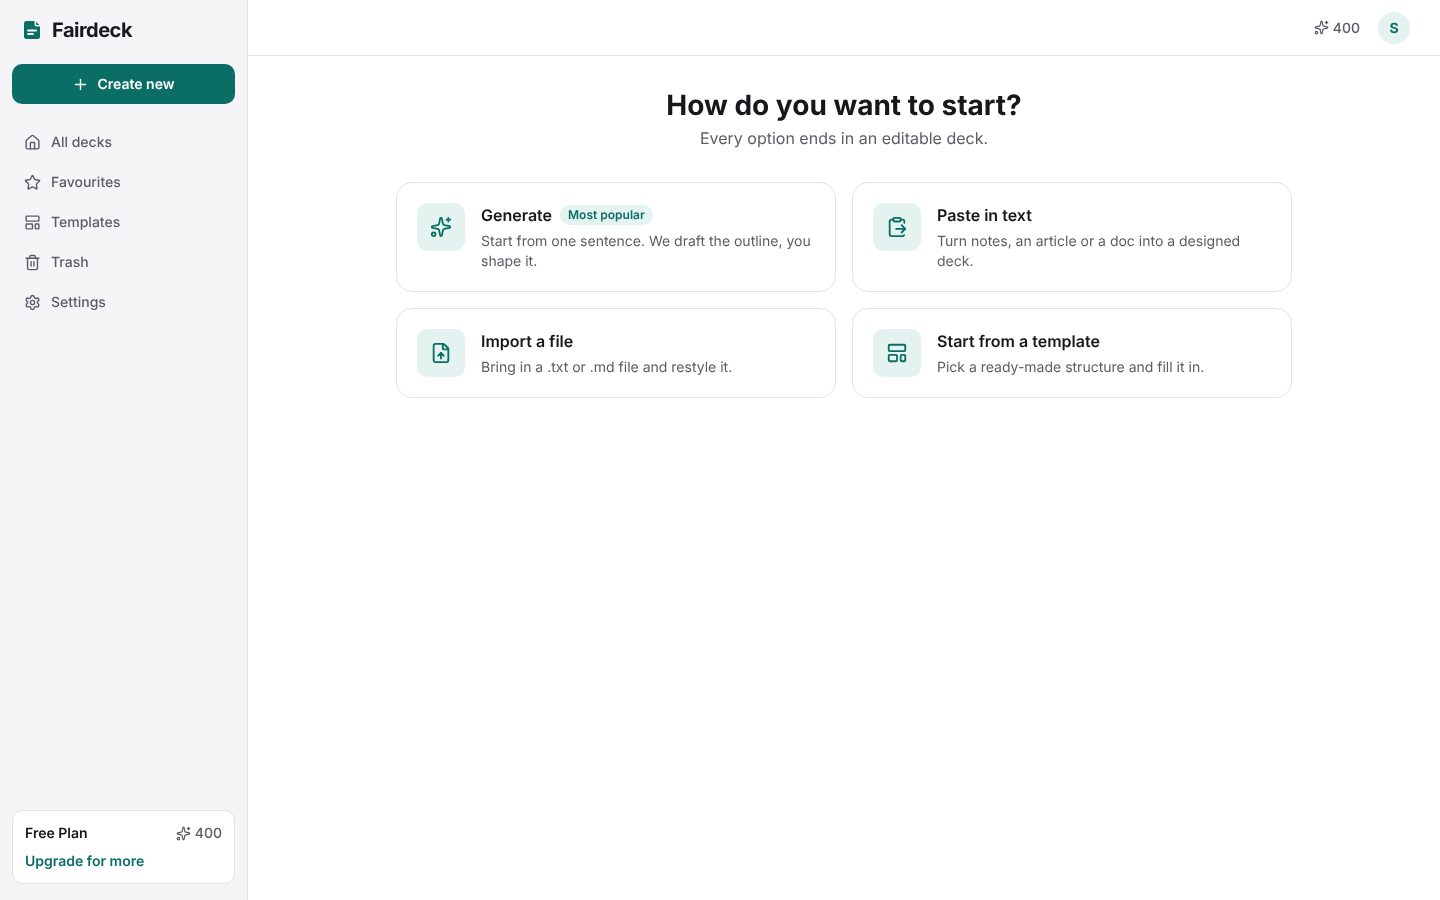 Fairdeck
Create new
All decks
Favourites
Templates
Trash
Settings
Free Plan
400
Upgrade for more
400
S
How do you want to start?
Every option ends in an editable deck.
Generate
Most popular
Start from one sentence. We draft the outline, you
shape it.
Paste in text
Turn notes, an article or a doc into a designed
deck.
Import a file
Bring in a .txt or .md file and restyle it.
Start from a template
Pick a ready-made structure and fill it in.